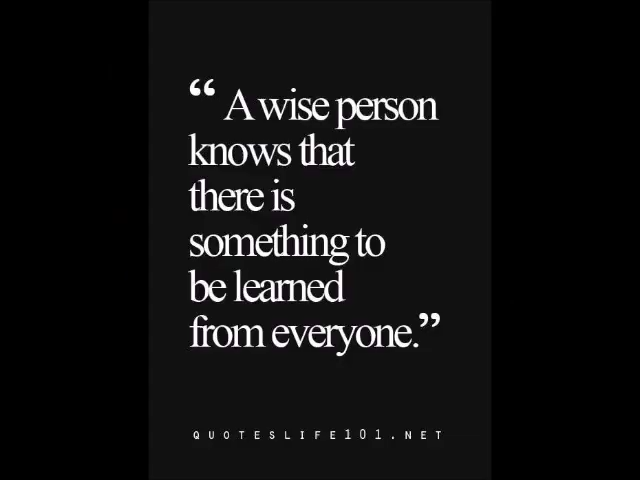 “ A wise person
knows that
there is
something to
be learned
from everyone.”
QUOTESLIFE101.NET